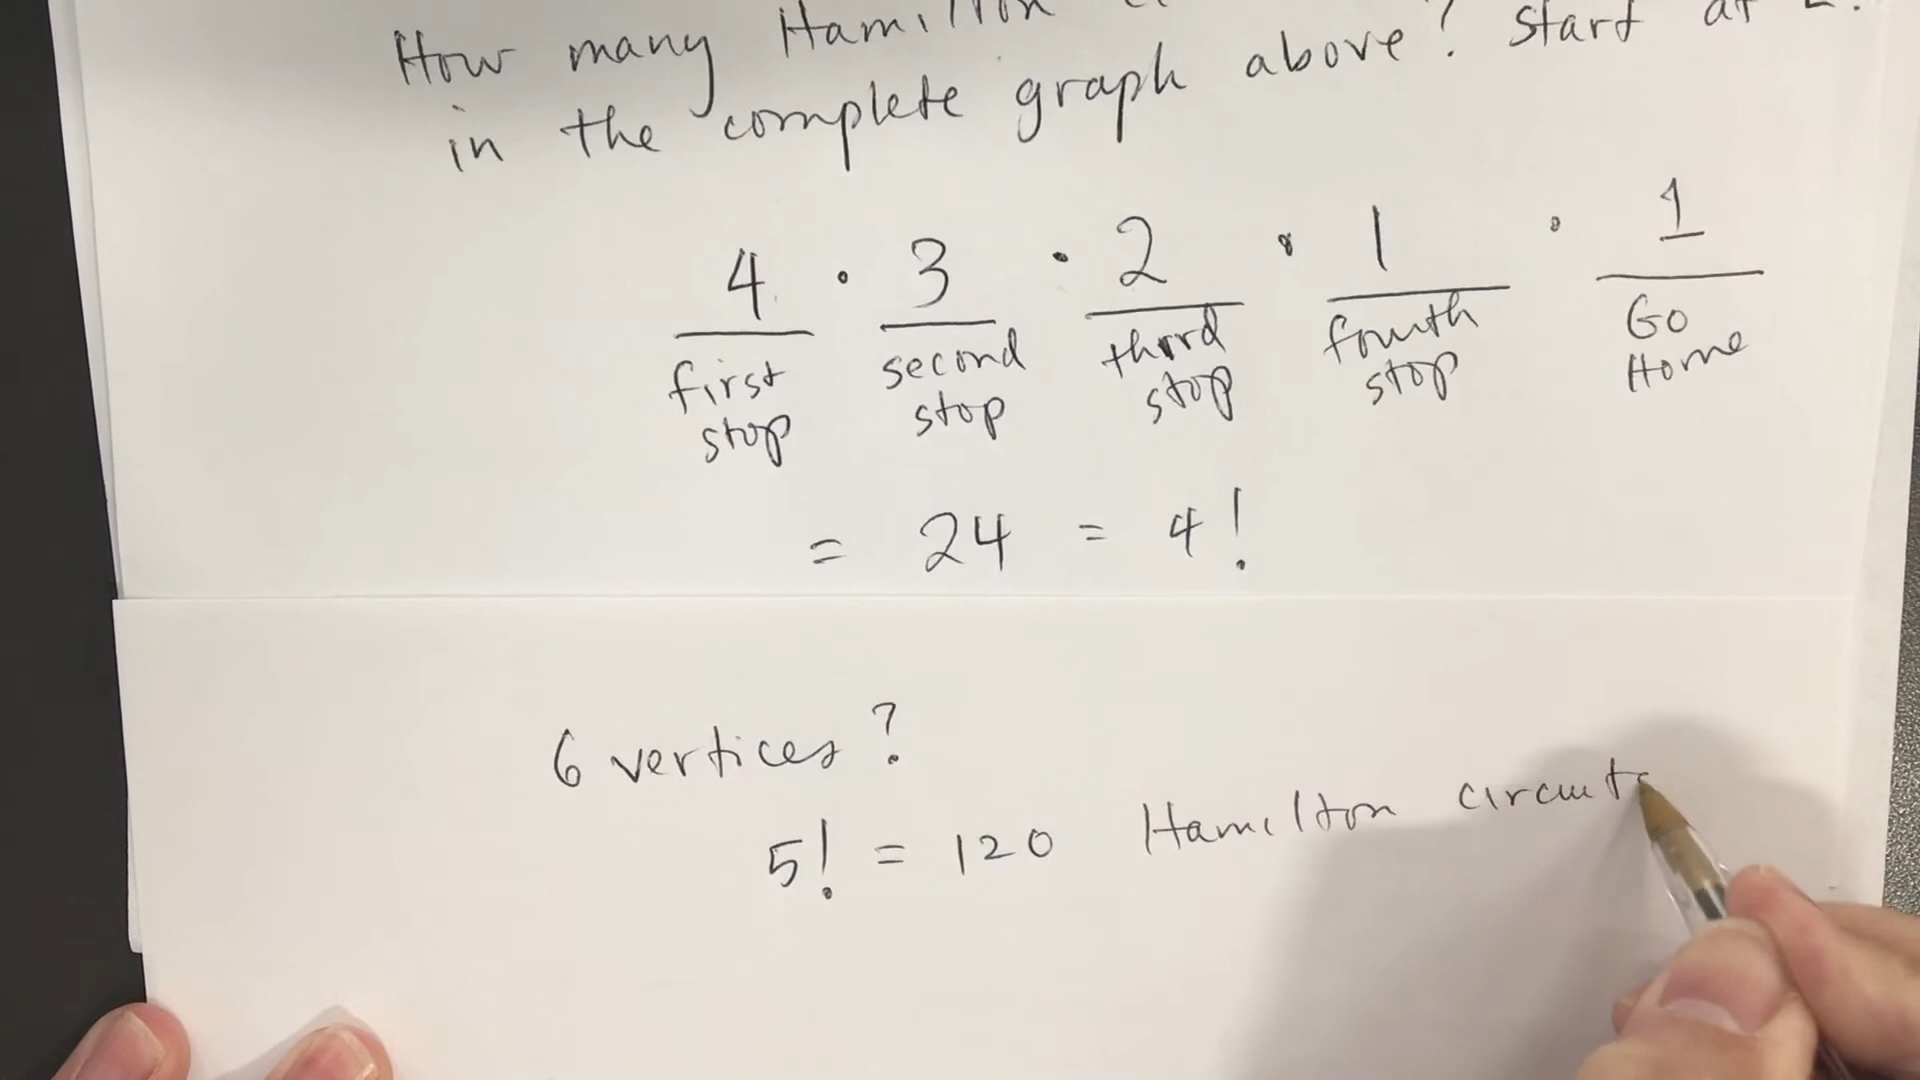 How many Hamilton
in the complete graph above? Start at
4 · 3 · 2 · 1 · 1
first stop second stop third stop fourth stop Go Home
= 24 = 4!
6 vertices?
5! = 120 Hamilton circuits